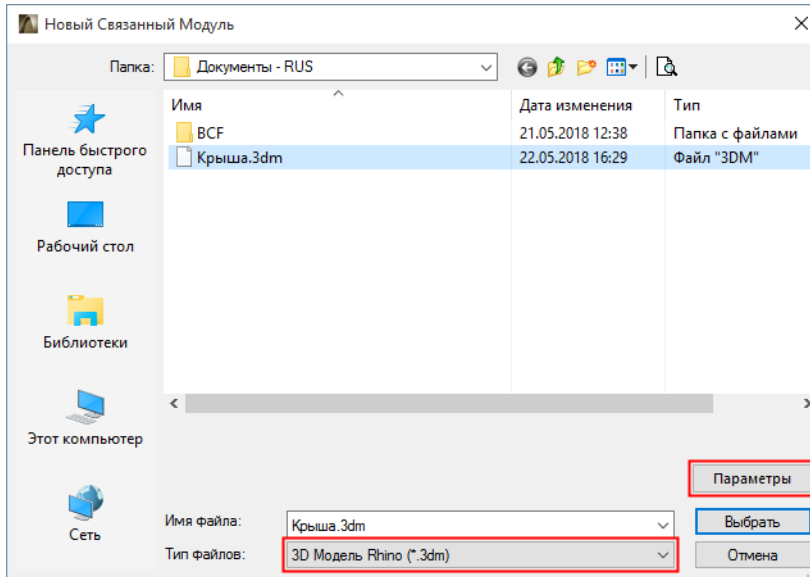 Новый Связанный Модуль
Папка: Документы - RUS
Имя Дата изменения Тип
BCF 21.05.2018 12:38 Папка с файлами
Крыша.3dm 22.05.2018 16:29 Файл "3DM"
Панель быстрого
доступа
Рабочий стол
Библиотеки
Этот компьютер
Сеть
Параметры
Имя файла: Крыша.3dm Выбрать
Тип файлов: 3D Модель Rhino (*.3dm) Отмена